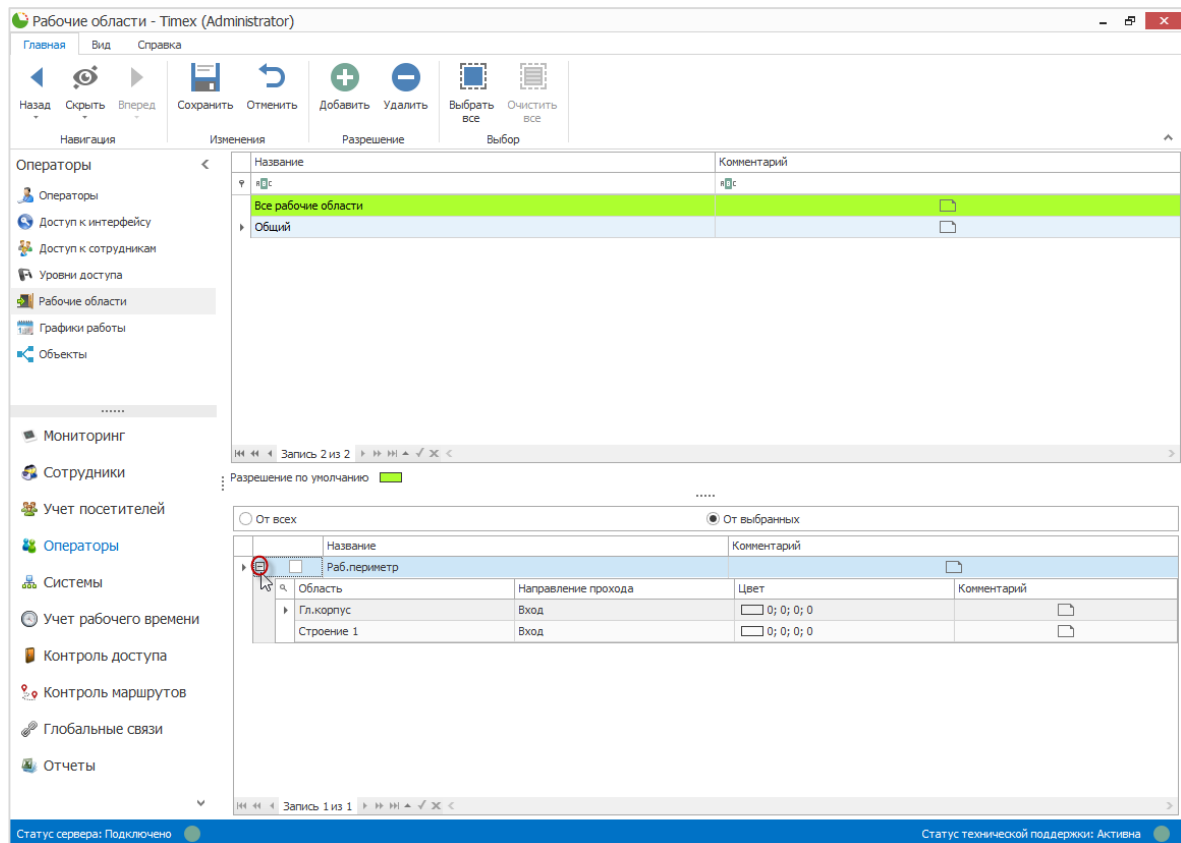 Рабочие области - Timex (Administrator)
Главная Вид Справка
Назад Скрыть Вперед Сохранить Отменить Добавить Удалить Выбрать все Очистить все
Навигация Изменения Разрешение Выбор
Операторы
Операторы
Доступ к интерфейсу
Доступ к сотрудникам
Уровни доступа
Рабочие области
Графики работы
Объекты
Мониторинг
Сотрудники
Учет посетителей
Операторы
Системы
Учет рабочего времени
Контроль доступа
Контроль маршрутов
Глобальные связи
Отчеты
Название Комментарий
Все рабочие области
Общий
Запись 2 из 2
Разрешение по умолчанию
От всех От выбранных
Название Комментарий
Раб.периметр
Область Направление прохода Цвет Комментарий
Гл.корпус Вход 0; 0; 0; 0
Строение 1 Вход 0; 0; 0; 0
Запись 1 из 1
Статус сервера: Подключено Статус технической поддержки: Активна